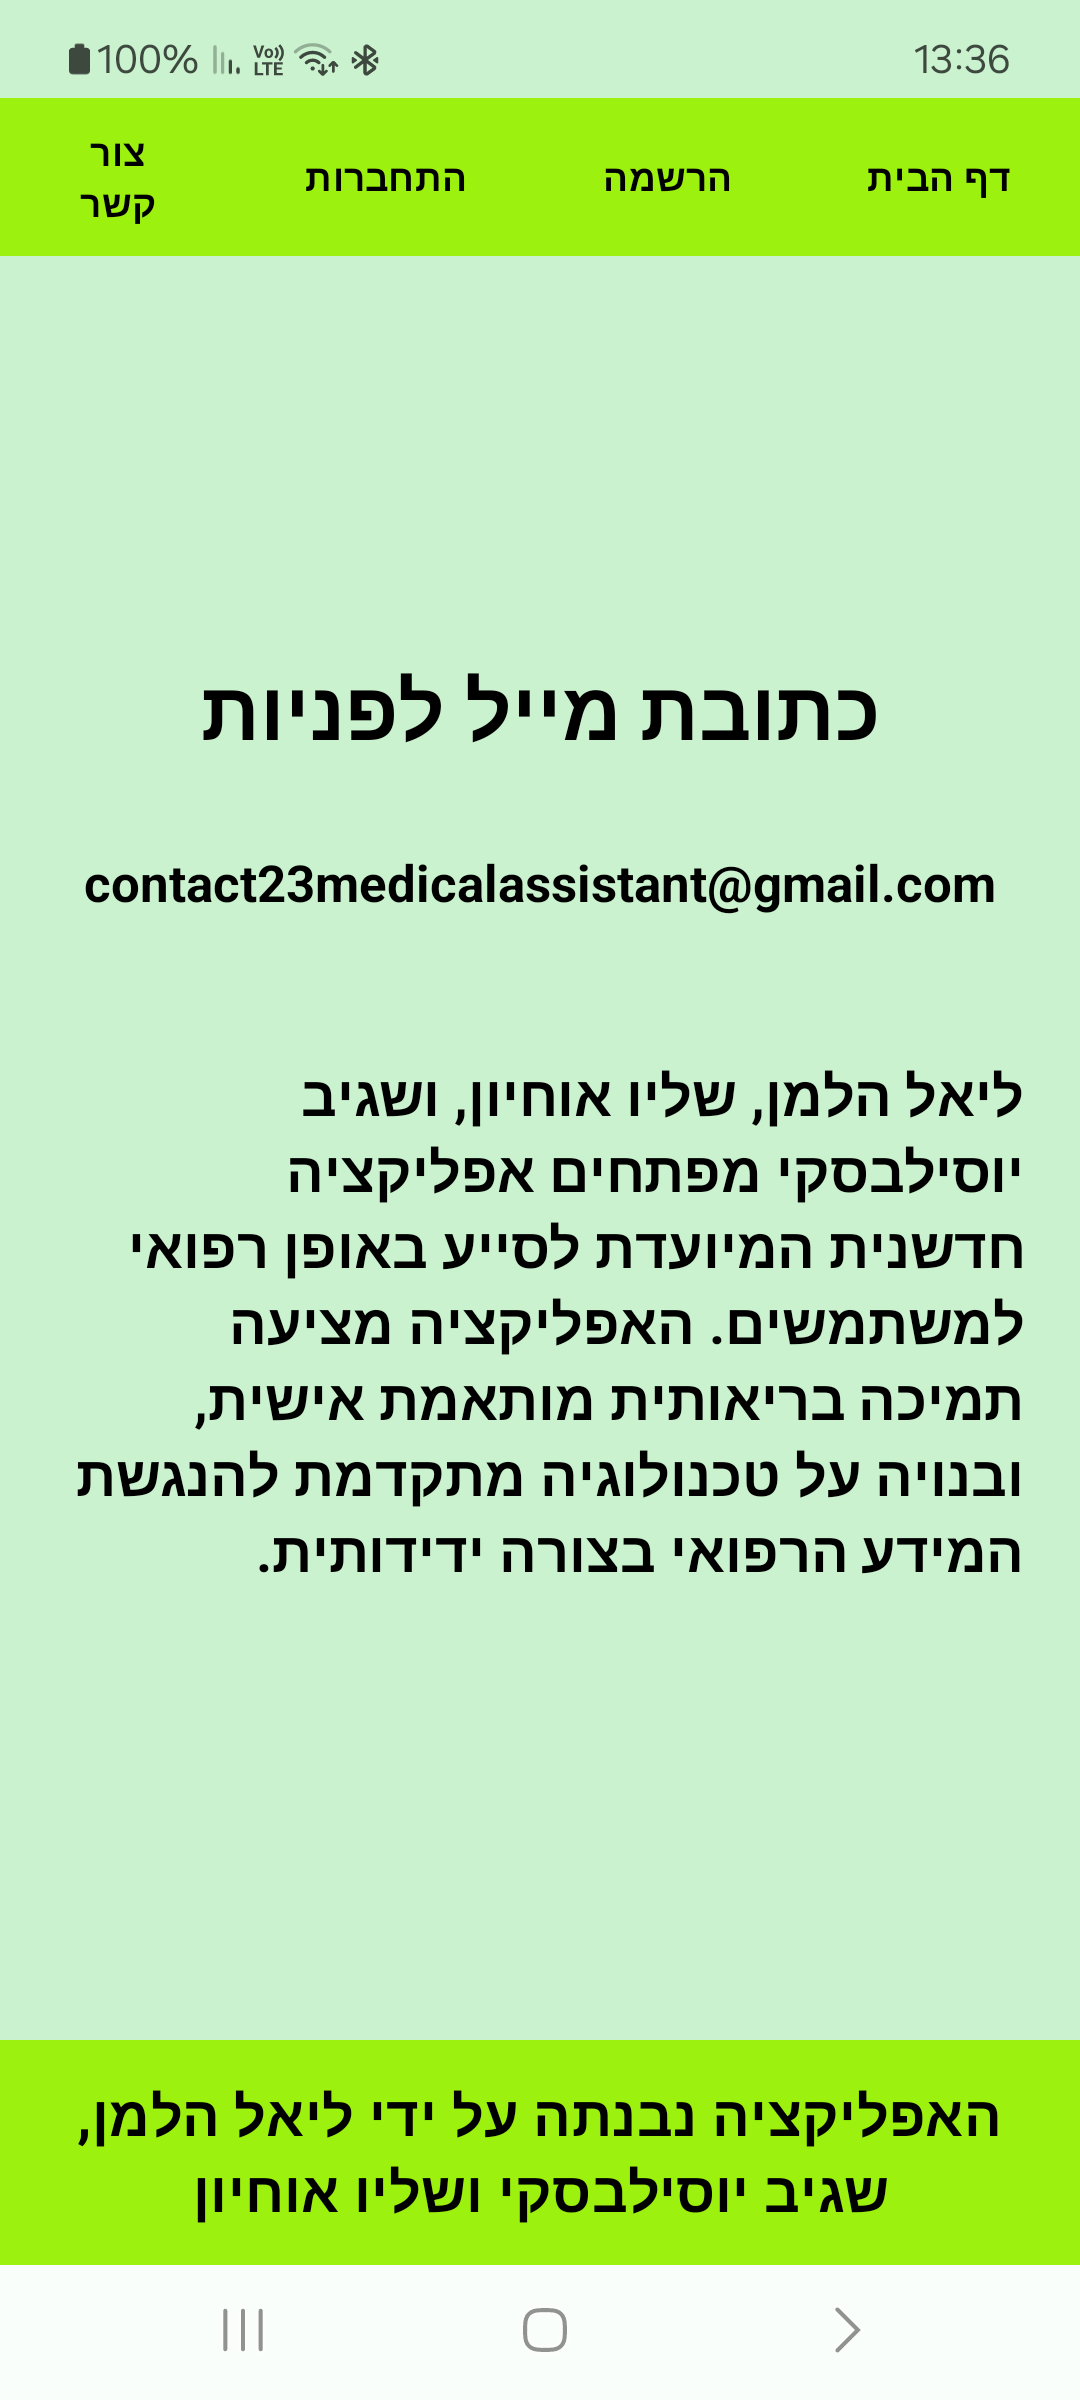 100% Vo)) LTE 13:36
דף הבית
הרשמה
התחברות
צור
קשר
כתובת מייל לפניות
contact23medicalassistant@gmail.com
ליאל הלמן, שליו אוחיון, ושגיב
יוסילבסקי מפתחים אפליקציה
חדשנית המיועדת לסייע באופן רפואי
למשתמשים. האפליקציה מציעה
תמיכה בריאותית מותאמת אישית,
ובנויה על טכנולוגיה מתקדמת להנגשת
המידע הרפואי בצורה ידידותית.
האפליקציה נבנתה על ידי ליאל הלמן,
שגיב יוסילבסקי ושליו אוחיון